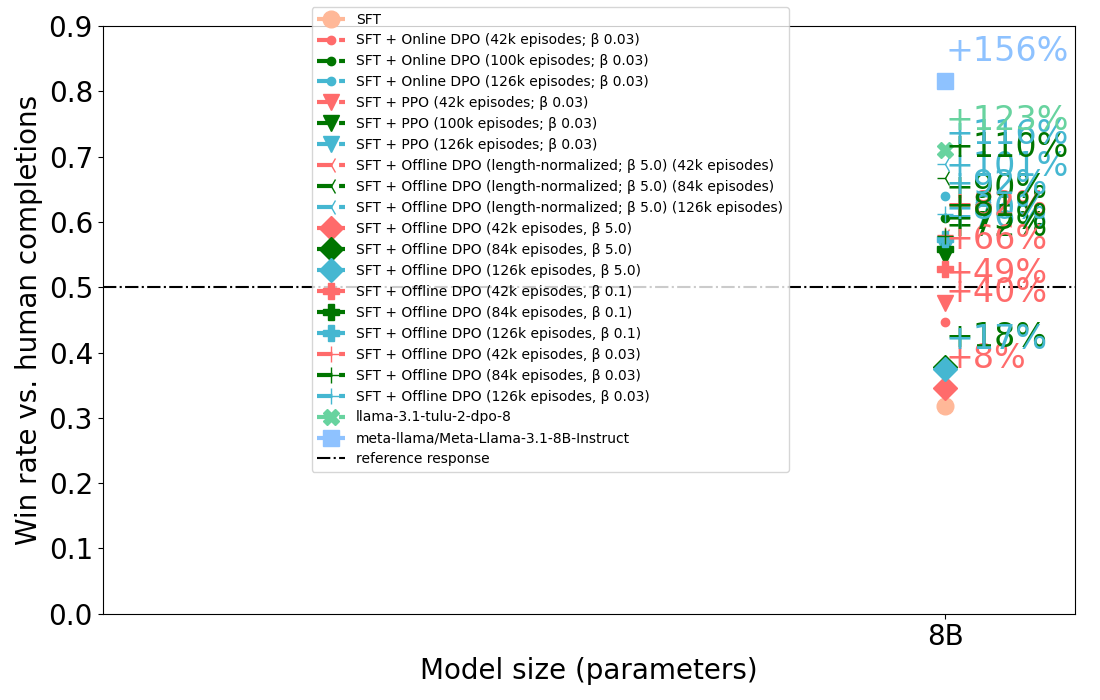 Win rate vs. human completions
0.9
0.8
0.7
0.6
0.5
0.4
0.3
0.2
0.1
0.0
SFT
SFT + Online DPO (42k episodes; β 0.03)
SFT + Online DPO (100k episodes; β 0.03)
SFT + Online DPO (126k episodes; β 0.03)
SFT + PPO (42k episodes; β 0.03)
SFT + PPO (100k episodes; β 0.03)
SFT + PPO (126k episodes; β 0.03)
SFT + Offline DPO (length-normalized; β 5.0) (42k episodes)
SFT + Offline DPO (length-normalized; β 5.0) (84k episodes)
SFT + Offline DPO (length-normalized; β 5.0) (126k episodes)
SFT + Offline DPO (42k episodes, β 5.0)
SFT + Offline DPO (84k episodes, β 5.0)
SFT + Offline DPO (126k episodes, β 5.0)
SFT + Offline DPO (42k episodes, β 0.1)
SFT + Offline DPO (84k episodes, β 0.1)
SFT + Offline DPO (126k episodes, β 0.1)
SFT + Offline DPO (42k episodes, β 0.03)
SFT + Offline DPO (84k episodes, β 0.03)
SFT + Offline DPO (126k episodes, β 0.03)
llama-3.1-tulu-2-dpo-8
meta-llama/Meta-Llama-3.1-8B-Instruct
reference response
+156%
+123%
+116%
+110%
+101%
+90%
+81%
+66%
+49%
+40%
+18%
+17%
+8%
8B
Model size (parameters)